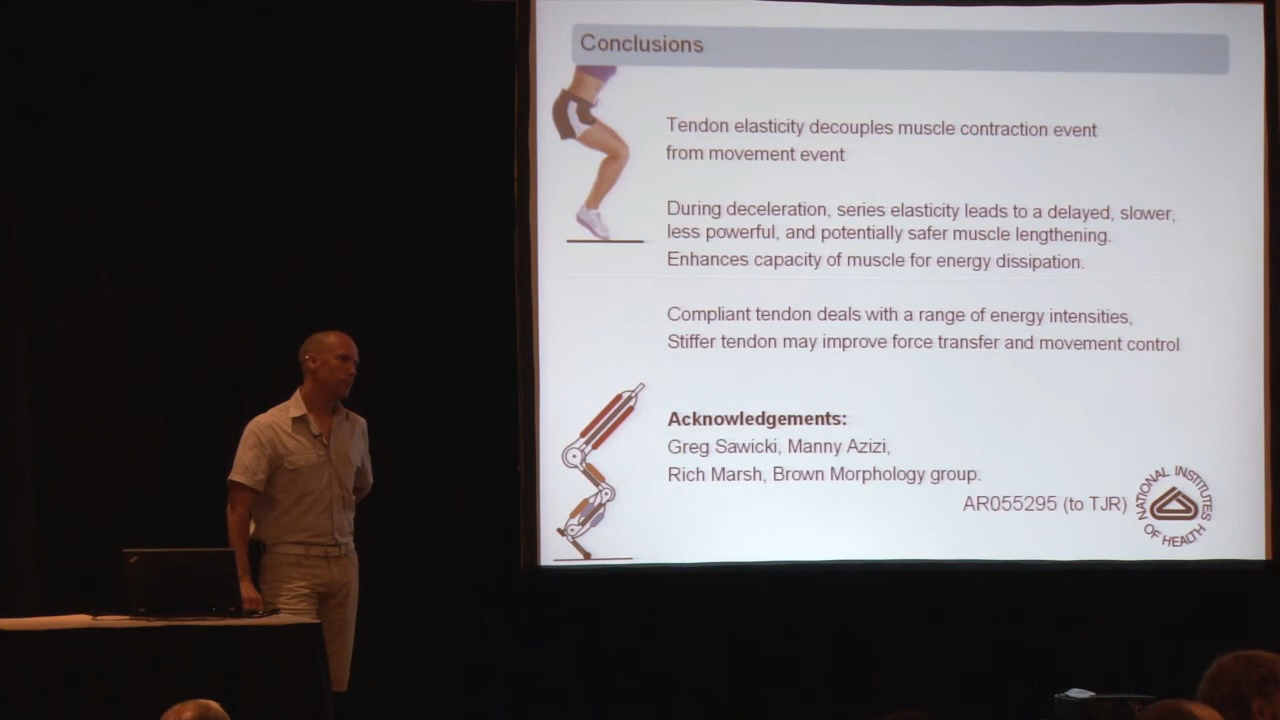 Conclusions
Tendon elasticity decouples muscle contraction event
from movement event
During deceleration, series elasticity leads to a delayed, slower,
less powerful, and potentially safer muscle lengthening.
Enhances capacity of muscle for energy dissipation.
Compliant tendon deals with a range of energy intensities,
Stiffer tendon may improve force transfer and movement control
Acknowledgements:
Greg Sawicki, Manny Azizi,
Rich Marsh, Brown Morphology group.
AR055295 (to TJR)
NATIONAL INSTITUTES
OF HEALTH